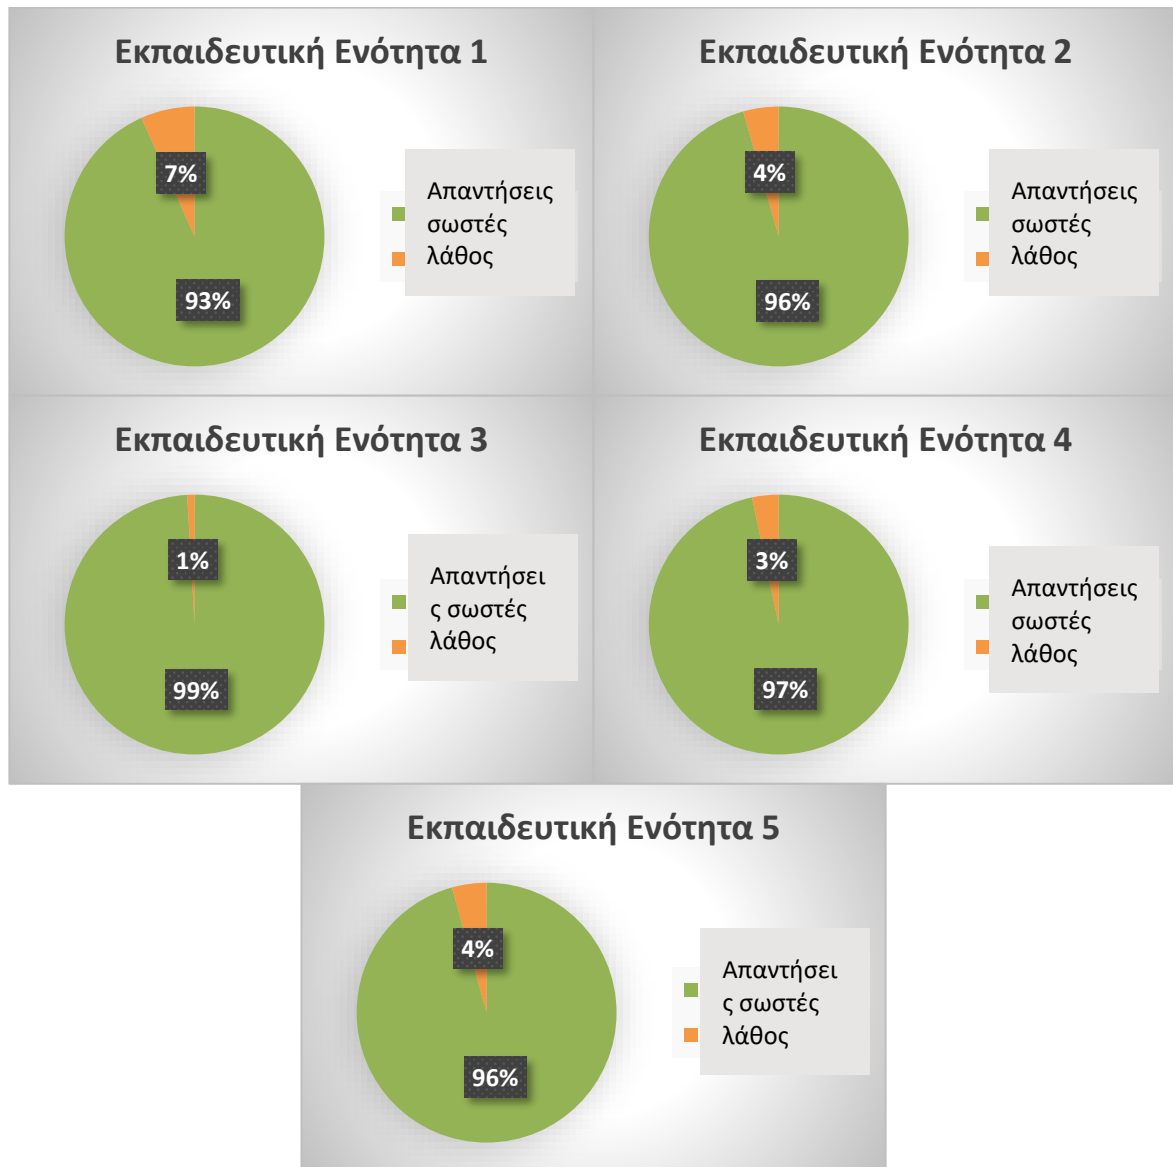 Εκπαιδευτική Ενότητα 1
7%
93%
Απαντήσεις
σωστές
λάθος
Εκπαιδευτική Ενότητα 2
4%
96%
Απαντήσεις
σωστές
λάθος
Εκπαιδευτική Ενότητα 3
1%
99%
Απαντήσει
ς σωστές
λάθος
Εκπαιδευτική Ενότητα 4
3%
97%
Απαντήσεις
σωστές
λάθος
Εκπαιδευτική Ενότητα 5
4%
96%
Απαντήσει
ς σωστές
λάθος